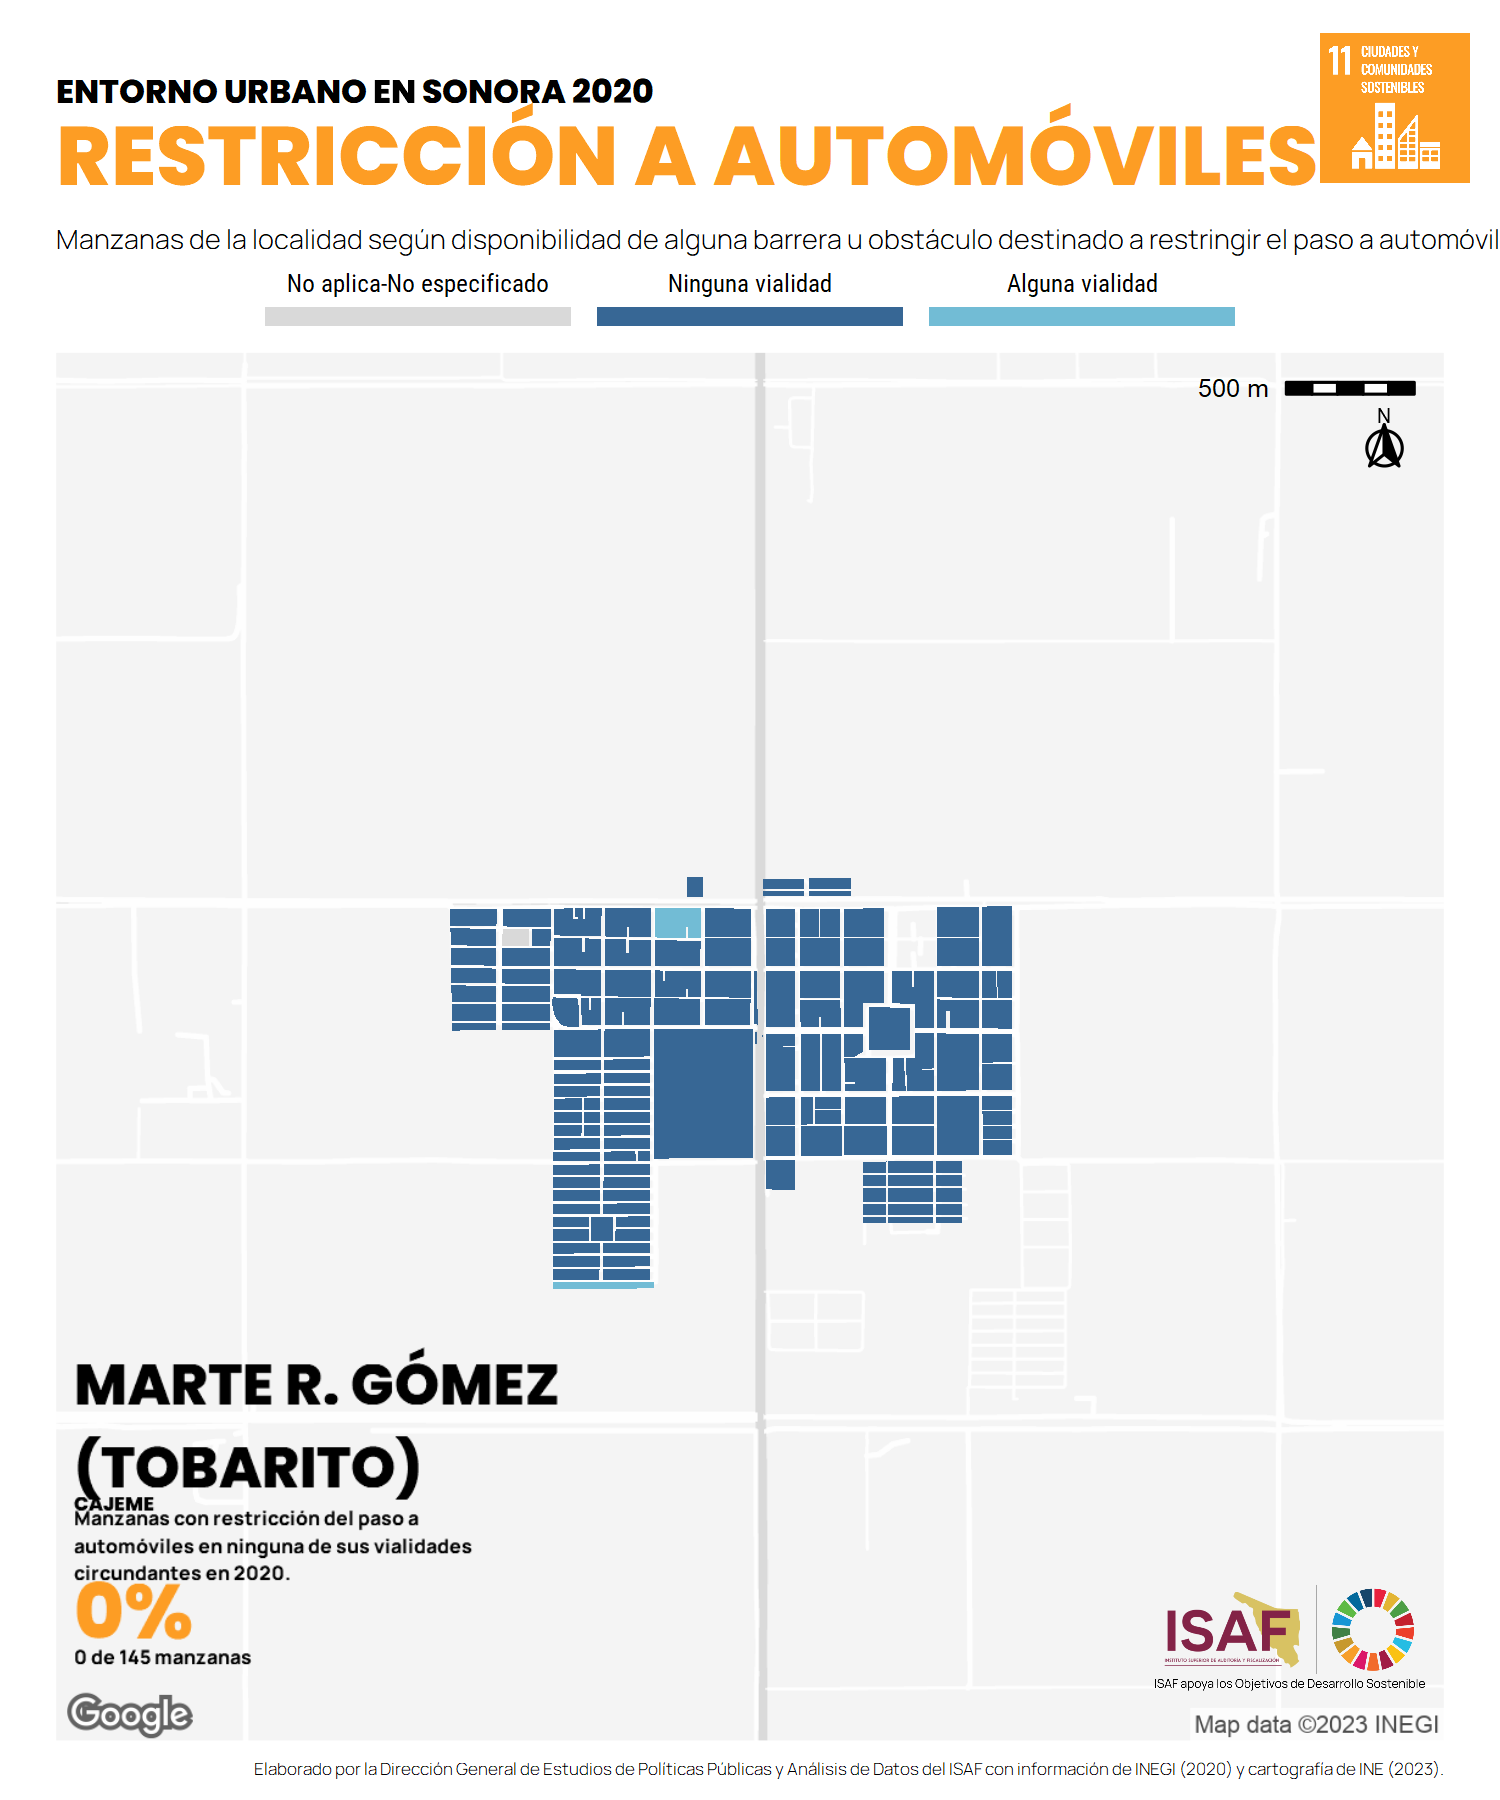 ENTORNO URBANO EN SONORA 2020
RESTRICCIÓN A AUTOMÓVILES
11 CIUDADES Y
COMUNIDADES
SOSTENIBLES
Manzanas de la localidad según disponibilidad de alguna barrera u obstáculo destinado a restringir el paso a automóvil
No aplica-No especificado
Ninguna vialidad
Alguna vialidad
500 m
N
MARTE R. GÓMEZ
(TOBARITO)
CAJEME
Manzanas con restricción del paso a
automóviles en ninguna de sus vialidades
circundantes en 2020.
0%
0 de 145 manzanas
Google
ISAF
INSTITUTO SUPERIOR DE AUDITORÍA Y FISCALIZACIÓN
ISAF apoya los Objetivos de Desarrollo Sostenible
Map data ©2023 INEGI
Elaborado por la Dirección General de Estudios de Políticas Públicas y Análisis de Datos del ISAF con información de INEGI (2020) y cartografía de INE (2023).